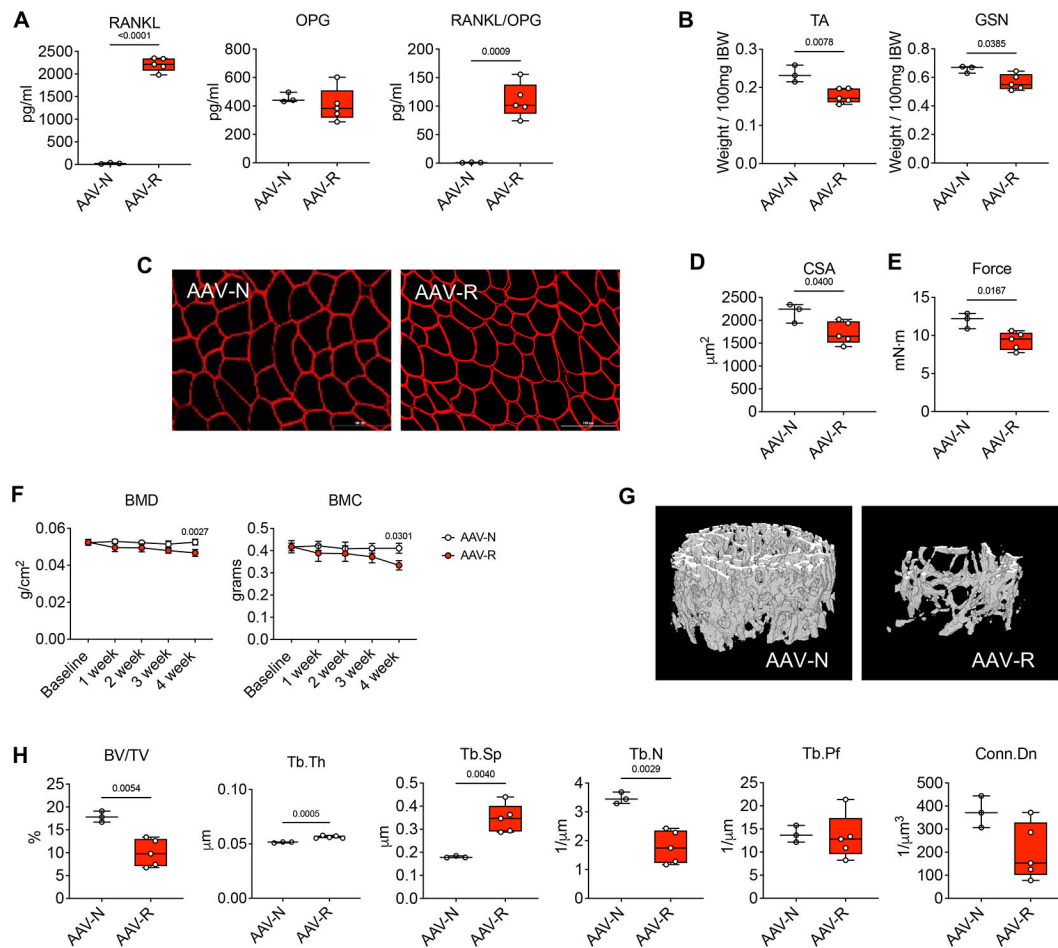 A
RANKL
<0.0001
pg/ml
2500
2000
1500
1000
500
0
AAV-N
AAV-R
OPG
pg/ml
800
600
400
200
0
AAV-N
AAV-R
RANKL/OPG
0.0009
pg/ml
200
150
100
50
0
AAV-N
AAV-R
B
TA
0.0078
Weight / 100mg IBW
0.3
0.2
0.1
0.0
AAV-N
AAV-R
GSN
0.0385
Weight / 100mg IBW
0.8
0.6
0.4
0.2
0.0
AAV-N
AAV-R
C
AAV-N
AAV-R
D
CSA
0.0400
μm²
2500
2000
1500
1000
500
0
AAV-N
AAV-R
E
Force
0.0167
mN·m
15
10
5
0
AAV-N
AAV-R
F
BMD
0.0027
g/cm²
0.06
0.04
0.02
0.00
Baseline
1 week
2 week
3 week
4 week
BMC
0.0301
grams
0.5
0.4
0.3
0.2
0.1
0.0
Baseline
1 week
2 week
3 week
4 week
AAV-N
AAV-R
G
AAV-N
AAV-R
H
BV/TV
0.0054
%
25
20
15
10
5
0
AAV-N
AAV-R
Tb.Th
0.0005
μm
0.10
0.05
0.00
AAV-N
AAV-R
Tb.Sp
0.0040
μm
0.5
0.4
0.3
0.2
0.1
0.0
AAV-N
AAV-R
Tb.N
0.0029
1/μm
4
3
2
1
0
AAV-N
AAV-R
Tb.Pf
1/μm
25
20
15
10
5
0
AAV-N
AAV-R
Conn.Dn
1/μm³
500
400
300
200
100
0
AAV-N
AAV-R